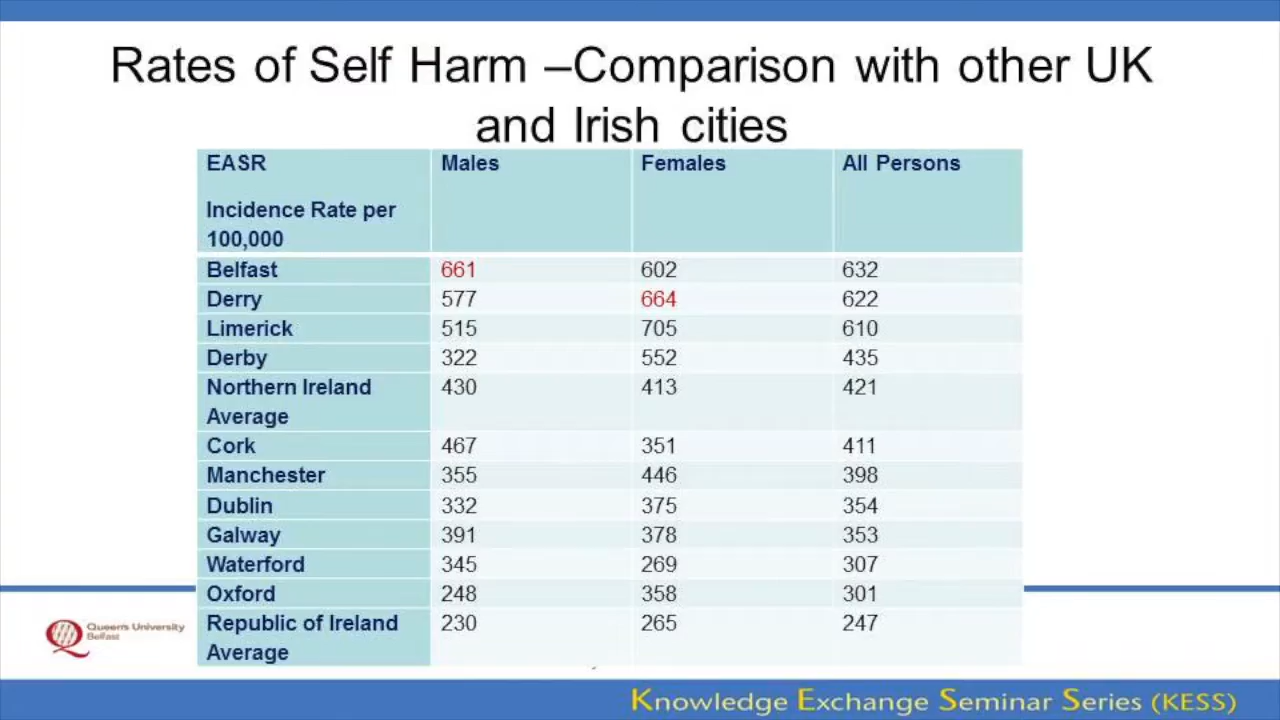 Rates of Self Harm –Comparison with other UK
and Irish cities
EASR Males Females All Persons
Incidence Rate per
100,000
Belfast 661 602 632
Derry 577 664 622
Limerick 515 705 610
Derby 322 552 435
Northern Ireland 430 413 421
Average
Cork 467 351 411
Manchester 355 446 398
Dublin 332 375 354
Galway 391 378 353
Waterford 345 269 307
Oxford 248 358 301
Republic of Ireland 230 265 247
Average
Queen's University
Belfast
Knowledge Exchange Seminar Series (KESS)